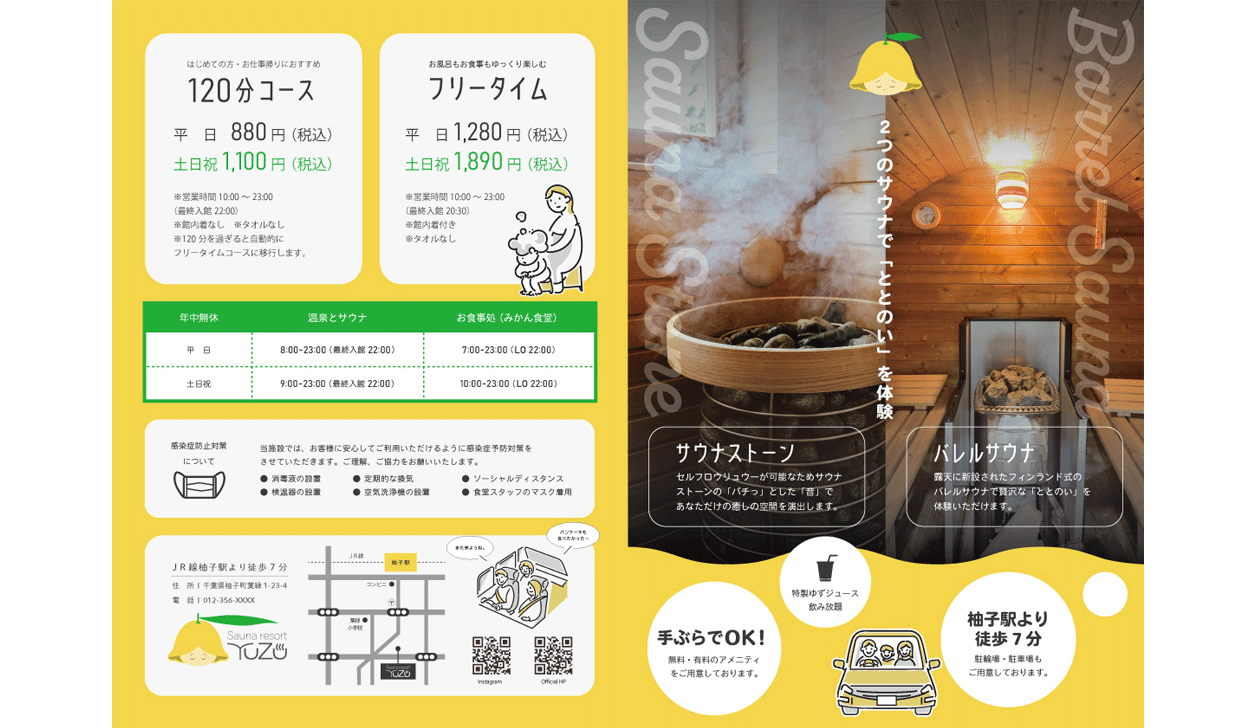 はじめての方・お仕事帰りにおすすめ
120分コース
平 日 880 円（税込）
土日祝 1,100 円（税込）
※営業時間 10:00 ～ 23:00
（最終入館 22:00）
※館内着なし ※タオルなし
※120 分を過ぎると自動的に
フリータイムコースに移行します。
お風呂もお食事もゆっくり楽しむ
フリータイム
平 日 1,280 円（税込）
土日祝 1,890 円（税込）
※営業時間 10:00 ～ 23:00
（最終入館 20:30）
※館内着付き
※タオルなし
年中無休 温泉とサウナ お食事処（みかん食堂）
平 日 8:00-23:00（最終入館 22:00） 7:00-23:00（LO 22:00）
土日祝 9:00-23:00（最終入館 22:00） 10:00-23:00（LO 22:00）
感染症防止対策
について
当施設では、お客様に安心してご利用いただけるように感染症予防対策を
させていただきます。ご理解、ご協力をお願いいたします。
● 消毒液の設置 ● 定期的な換気 ● ソーシャルディスタンス
● 検温器の設置 ● 空気洗浄機の設置 ● 食堂スタッフのマスク着用
JR線柚子駅より徒歩７分
住 所 | 千葉県柚子町葉緑 1-23-4
電 話 | 012-356-XXXX
Sauna resort
YUZU
JR線
柚子駅
コンビニ
葉緑
小学校
Sauna resort
YUZU
また来ようね。
パンケーキも
食べたかった～
Instagram
Official HP
Sauna Stone
Barrel Sauna
２つのサウナで「ととのい」を体験
サウナストーン
セルフロウリュウーが可能なためサウナ
ストーンの「パチっ」とした「音」で
あなただけの癒しの空間を演出します。
バレルサウナ
露天に新設されたフィンランド式の
バレルサウナで贅沢な「ととのい」を
体験いただけます。
特製ゆずジュース
飲み放題
手ぶらでOK！
無料・有料のアメニティ
をご用意しております。
柚子駅より
徒歩７分
駐輪場・駐車場も
ご用意しております。